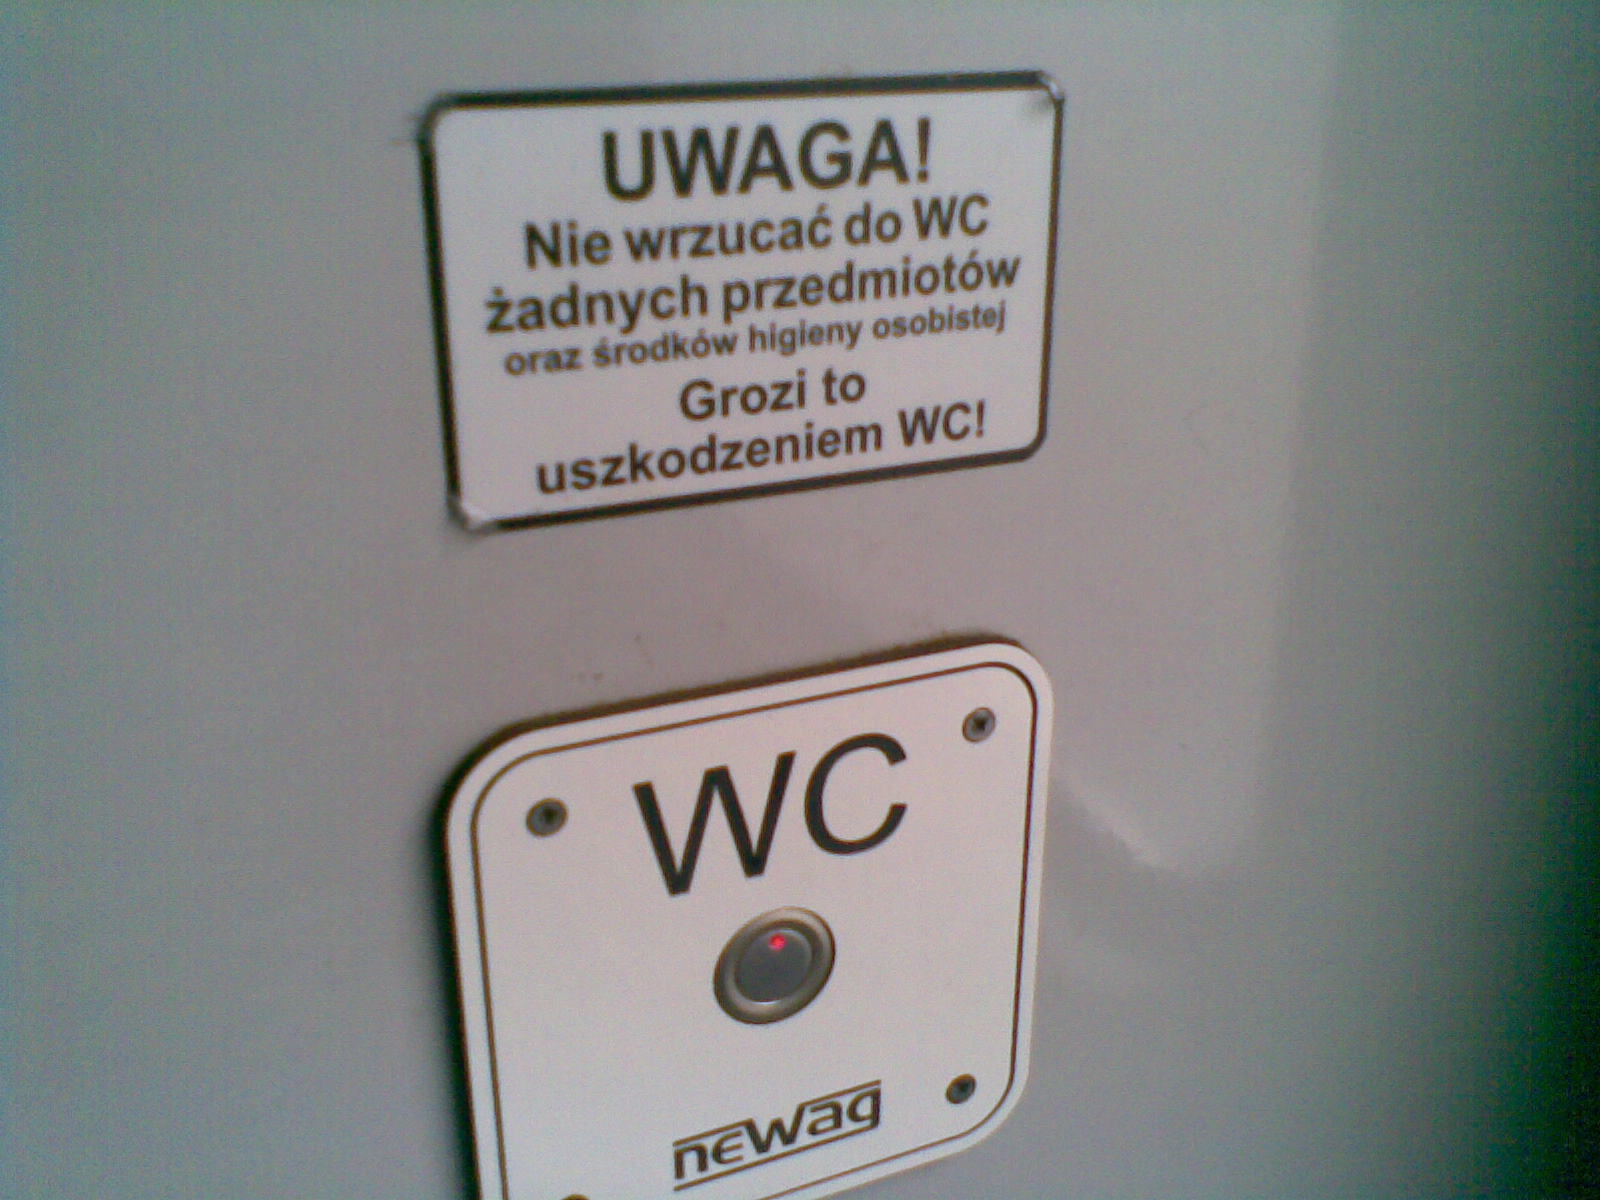 UWAGA!
Nie wrzucać do WC
żadnych przedmiotów
oraz środków higieny osobistej
Grozi to
uszkodzeniem WC!
WC
newag